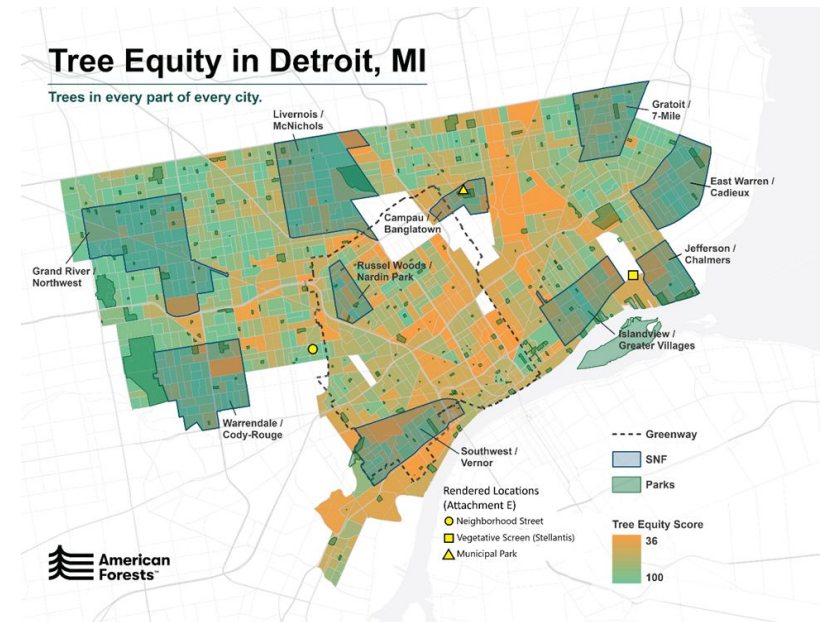 Tree Equity in Detroit, MI
Trees in every part of every city.
Livernois /
McNichols
Gratoit /
7-Mile
East Warren /
Cadieux
Campau /
Banglatown
Jefferson /
Chalmers
Grand River /
Northwest
Russel Woods /
Nardin Park
Islandview /
Greater Villages
Warrendale /
Cody-Rouge
Southwest /
Vernor
Greenway
SNF
Parks
Rendered Locations
(Attachment E)
Neighborhood Street
Vegetative Screen (Stellantis)
Municipal Park
Tree Equity Score
36
100
American
Forests™